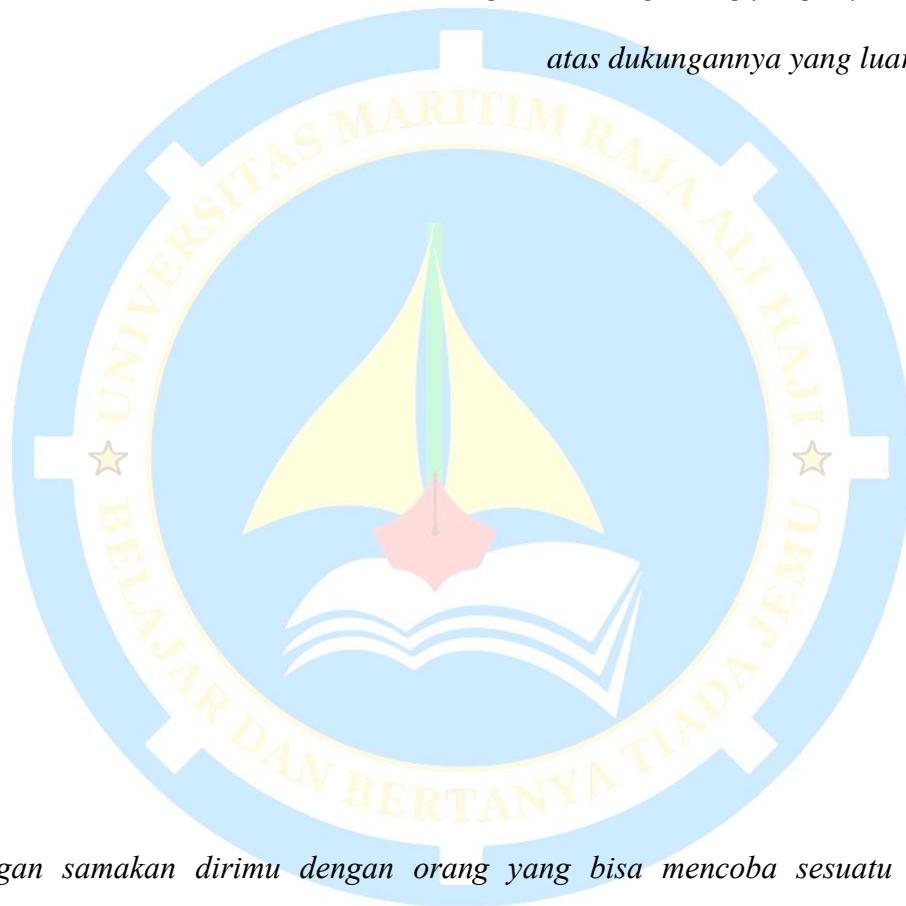 atas dukungannya yang luar
UNIVERSITAS MARITIM RAJA ALI HAJI
BELAJAR DAN BERTANYA TIADA JEMU
samakan dirimu dengan orang yang bisa mencoba sesuatu